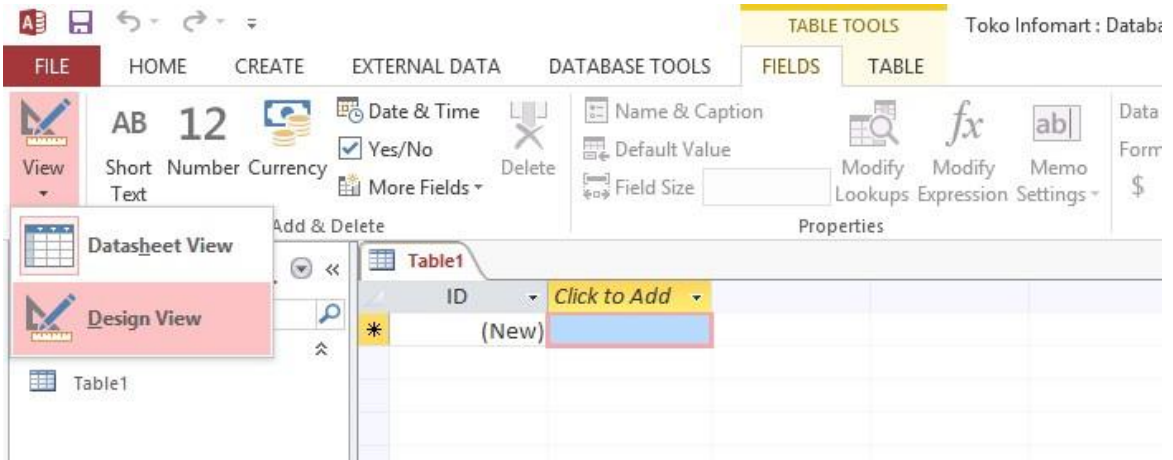 TABLE TOOLS
Toko Infomart : Databa
FILE
HOME
CREATE
EXTERNAL DATA
DATABASE TOOLS
FIELDS
TABLE
View
AB
Short
Text
12
Number
Currency
Date & Time
Yes/No
More Fields
Delete
Name & Caption
Default Value
Field Size
Modify
Lookups
fx
Modify
Expression
ab
Memo
Settings
Data
Form
$
Add & Delete
Properties
Datasheet View
Design View
Table1
Table1
ID
Click to Add
(New)